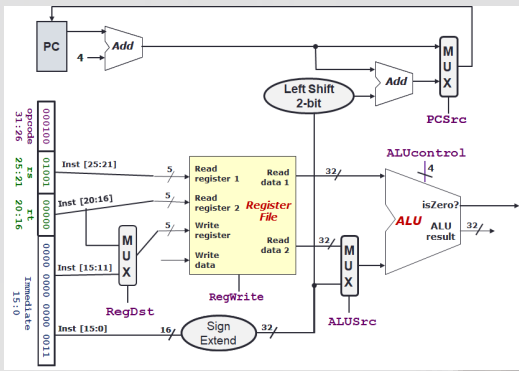 PC
Add
4
Left Shift
2-bit
Add
M
U
X
PCSrc
opcode
31:26
000100
rs
25:21
01001
rt
20:16
00000
Immediate
15:0
0000 0000 0000 0011
Inst [25:21]
5
Inst [20:16]
5
5
Inst [15:11]
M
U
X
RegDst
Read
register 1
Read
register 2
Write
register
Write
data
Register
File
Read
data 1
Read
data 2
RegWrite
32
32
M
U
X
ALUSrc
ALUcontrol
4
isZero?
ALU
ALU
result
32
Inst [15:0]
16
Sign
Extend
32